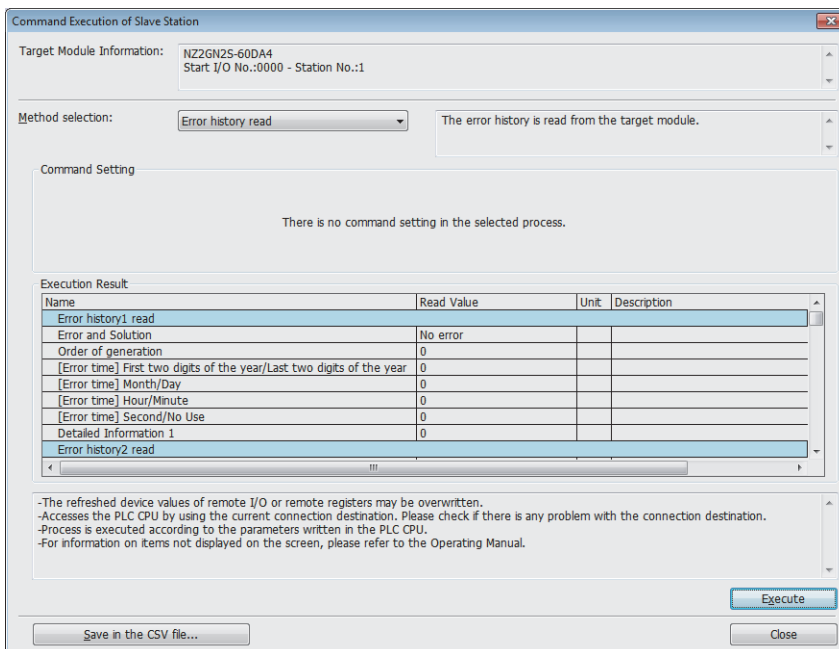 Command Execution of Slave Station
Target Module Information:
NZ2GN2S-60DA4
Start I/O No.:0000 - Station No.:1
Method selection:
Error history read
The error history is read from the target module.
Command Setting
There is no command setting in the selected process.
Execution Result
Name Read Value Unit Description
Error history1 read
Error and Solution No error
Order of generation 0
[Error time] First two digits of the year/Last two digits of the year 0
[Error time] Month/Day 0
[Error time] Hour/Minute 0
[Error time] Second/No Use 0
Detailed Information 1 0
Error history2 read
-The refreshed device values of remote I/O or remote registers may be overwritten.
-Accesses the PLC CPU by using the current connection destination. Please check if there is any problem with the connection destination.
-Process is executed according to the parameters written in the PLC CPU.
-For information on items not displayed on the screen, please refer to the Operating Manual.
Execute
Save in the CSV file...
Close